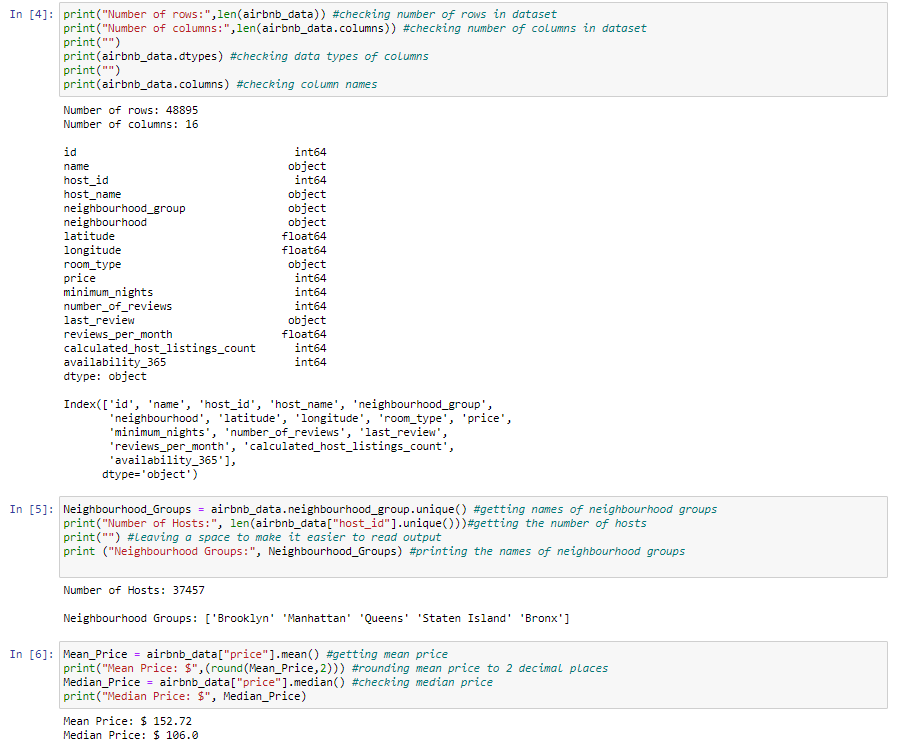 In [4]: print("Number of rows:",len(airbnb_data)) #checking number of rows in dataset
print("Number of columns:",len(airbnb_data.columns)) #checking number of columns in dataset
print("")
print(airbnb_data.dtypes) #checking data types of columns
print("")
print(airbnb_data.columns) #checking column names
Number of rows: 48895
Number of columns: 16
id int64
name object
host_id int64
host_name object
neighbourhood_group object
neighbourhood object
latitude float64
longitude float64
room_type object
price int64
minimum_nights int64
number_of_reviews int64
last_review object
reviews_per_month float64
calculated_host_listings_count int64
availability_365 int64
dtype: object
Index(['id', 'name', 'host_id', 'host_name', 'neighbourhood_group',
'neighbourhood', 'latitude', 'longitude', 'room_type', 'price',
'minimum_nights', 'number_of_reviews', 'last_review',
'reviews_per_month', 'calculated_host_listings_count',
'availability_365'],
dtype='object')
In [5]: Neighbourhood_Groups = airbnb_data.neighbourhood_group.unique() #getting names of neighbourhood groups
print("Number of Hosts:", len(airbnb_data["host_id"].unique()))#getting the number of hosts
print("") #leaving a space to make it easier to read output
print ("Neighbourhood Groups:", Neighbourhood_Groups) #printing the names of neighbourhood groups
Number of Hosts: 37457
Neighbourhood Groups: ['Brooklyn' 'Manhattan' 'Queens' 'Staten Island' 'Bronx']
In [6]: Mean_Price = airbnb_data["price"].mean() #getting mean price
print("Mean Price: $",(round(Mean_Price,2))) #rounding mean price to 2 decimal places
Median_Price = airbnb_data["price"].median() #checking median price
print("Median Price: $", Median_Price)
Mean Price: $ 152.72
Median Price: $ 106.0